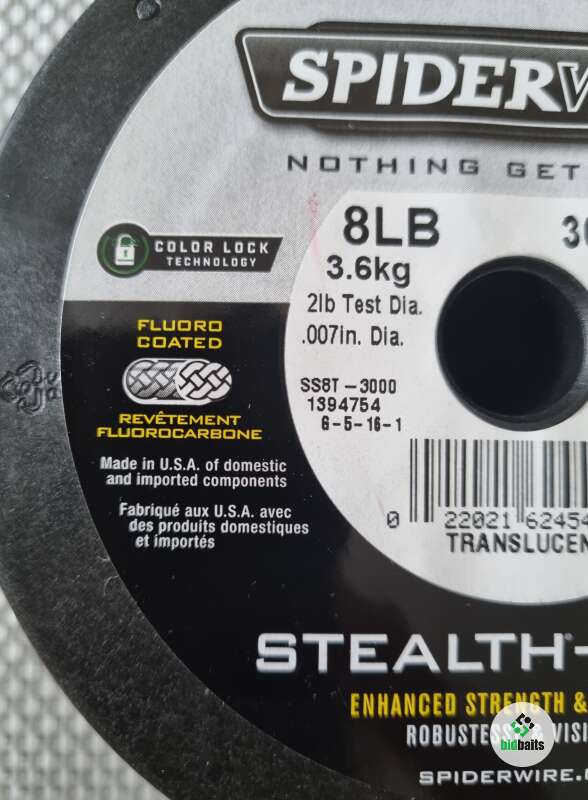 SPIDERW
NOTHING GET
8LB 30
3.6kg
2lb Test Dia.
.007in. Dia.
COLOR LOCK
TECHNOLOGY
FLUORO
COATED
SS8T-3000
1394754
6-5-16-1
REVÊTEMENT
FLUOROCARBONE
Made in U.S.A. of domestic
and imported components
Fabriqué aux U.S.A. avec
des produits domestiques
et importés
0 22021 62454
TRANSLUCEN
STEALTH-
ENHANCED STRENGTH &
ROBUSTESSE & VISI
bidbaits
SPIDERWIRE.